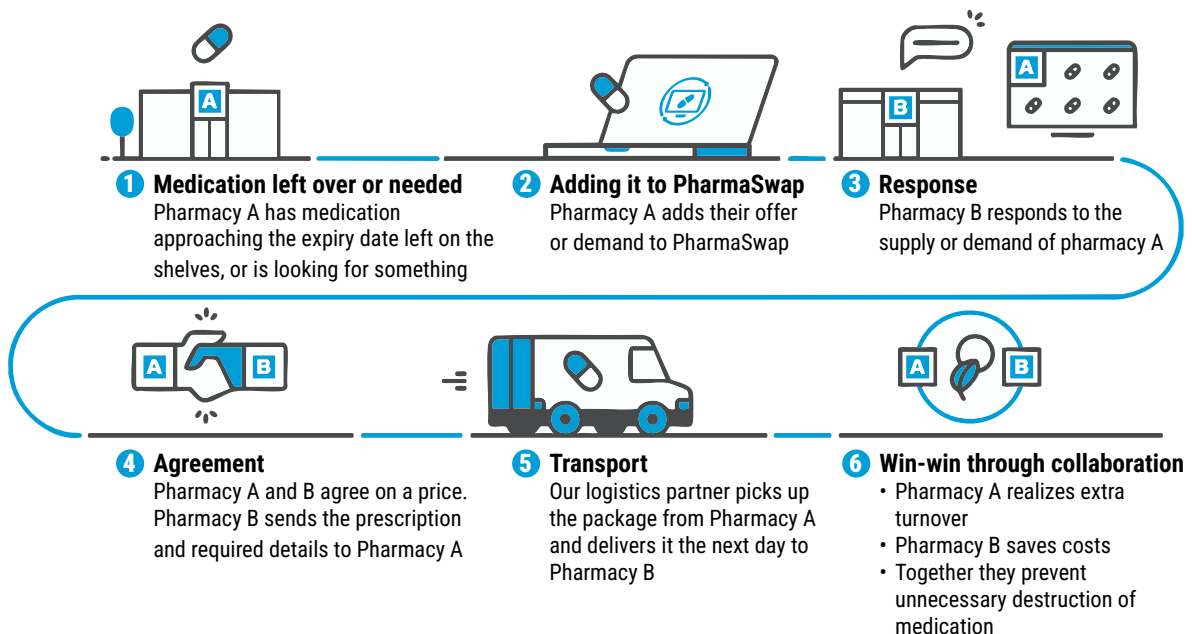 A
B
A
1 Medication left over or needed
Pharmacy A has medication
approaching the expiry date left on the
shelves, or is looking for something
2 Adding it to PharmaSwap
Pharmacy A adds their offer
or demand to PharmaSwap
3 Response
Pharmacy B responds to the
supply or demand of pharmacy A
A B
A B
4 Agreement
Pharmacy A and B agree on a price.
Pharmacy B sends the prescription
and required details to Pharmacy A
5 Transport
Our logistics partner picks up
the package from Pharmacy A
and delivers it the next day to
Pharmacy B
6 Win-win through collaboration
• Pharmacy A realizes extra
turnover
• Pharmacy B saves costs
• Together they prevent
unnecessary destruction of
medication